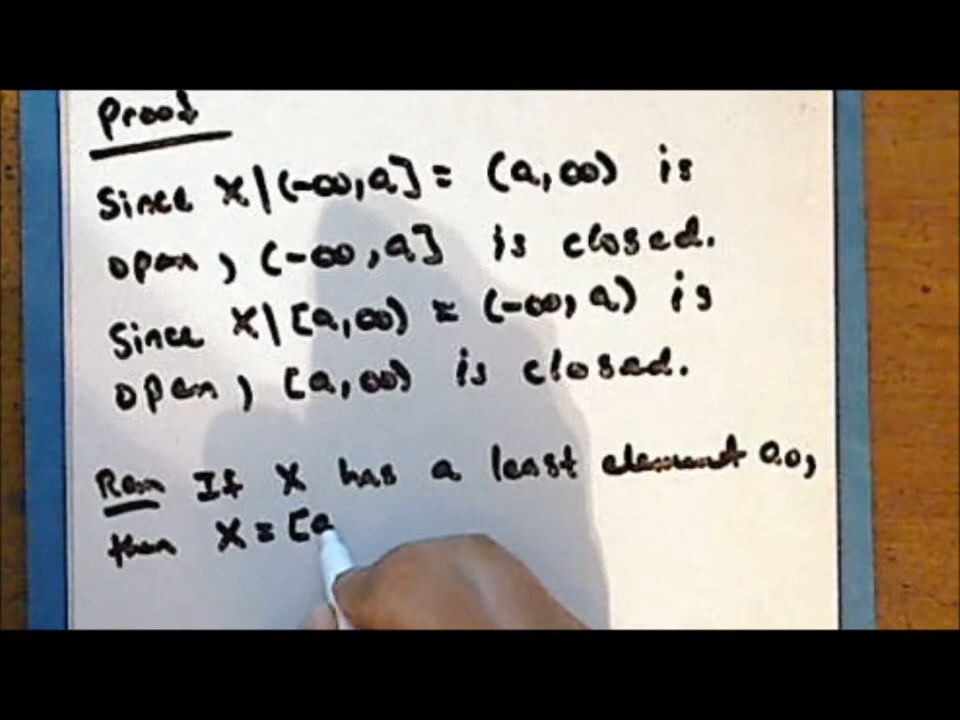 Proof
Since X\(-∞,a] = (a,∞) is
open, (-∞,a] is closed.
Since X\[a,∞) = (-∞,a) is
open, [a,∞) is closed.
Rem If X has a least element a0,
then X = [a